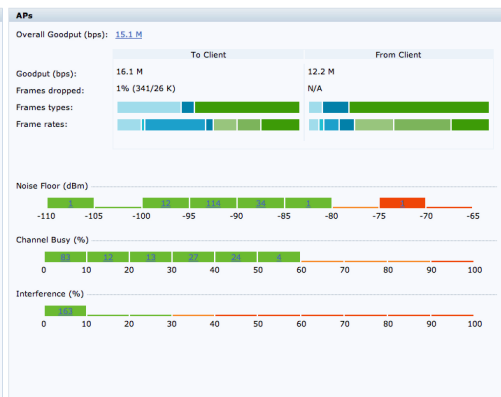 APs
Overall Goodput (bps): 15.1 M
To Client From Client
Goodput (bps): 16.1 M 12.2 M
Frames dropped: 1% (341/26 K) N/A
Frames types:
Frame rates:
Noise Floor (dBm)
1 12 114 34 1 1
-110 -105 -100 -95 -90 -85 -80 -75 -70 -65
Channel Busy (%)
83 12 13 27 24 4
0 10 20 30 40 50 60 70 80 90 100
Interference (%)
163
0 10 20 30 40 50 60 70 80 90 100